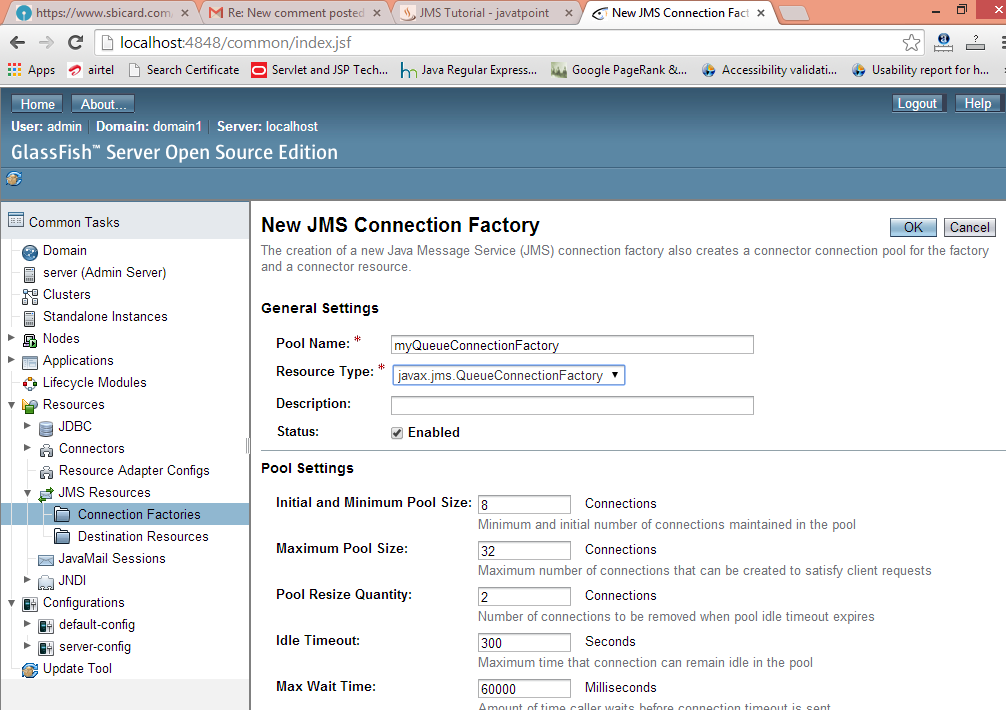 https://www.sbicard.com
Re: New comment posted
JMS Tutorial - javatpoint
New JMS Connection Fact
localhost:4848/common/index.jsf
Apps
airtel
Search Certificate
Servlet and JSP Tech...
Java Regular Express...
Google PageRank &...
Accessibility validati...
Usability report for h...
Home
About...
Logout
Help
User: admin
Domain: domain1
Server: localhost
GlassFish™ Server Open Source Edition
Common Tasks
Domain
server (Admin Server)
Clusters
Standalone Instances
Nodes
Applications
Lifecycle Modules
Resources
JDBC
Connectors
Resource Adapter Configs
JMS Resources
Connection Factories
Destination Resources
JavaMail Sessions
JNDI
Configurations
default-config
server-config
Update Tool
New JMS Connection Factory
OK
Cancel
The creation of a new Java Message Service (JMS) connection factory also creates a connector connection pool for the factory
and a connector resource.
General Settings
Pool Name: * myQueueConnectionFactory
Resource Type: * javax.jms.QueueConnectionFactory
Description:
Status: Enabled
Pool Settings
Initial and Minimum Pool Size: 8 Connections
Minimum and initial number of connections maintained in the pool
Maximum Pool Size: 32 Connections
Maximum number of connections that can be created to satisfy client requests
Pool Resize Quantity: 2 Connections
Number of connections to be removed when pool idle timeout expires
Idle Timeout: 300 Seconds
Maximum time that connection can remain idle in the pool
Max Wait Time: 60000 Milliseconds
Amount of time caller waits before connection timeout is sent